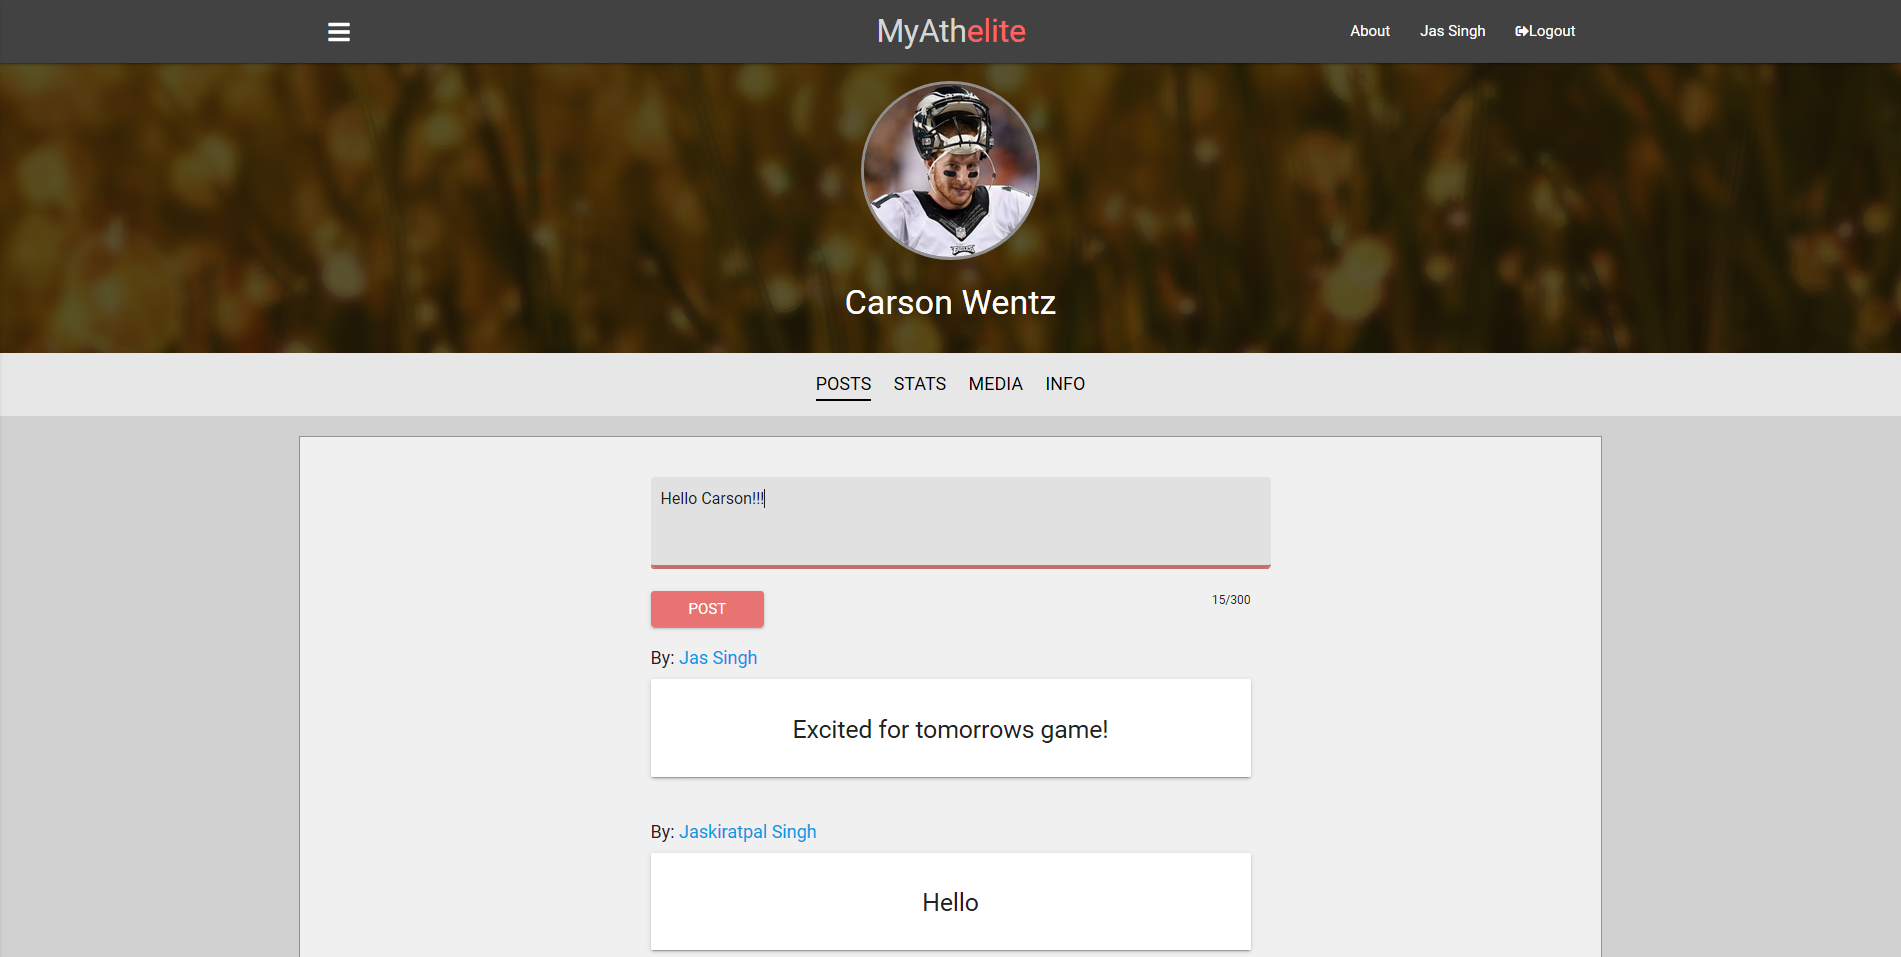 MyAthelite
About
Jas Singh
Logout
EAGLES
Carson Wentz
POSTS STATS MEDIA INFO
Hello Carson!!!
POST
15/300
By: Jas Singh
Excited for tomorrows game!
By: Jaskiratpal Singh
Hello